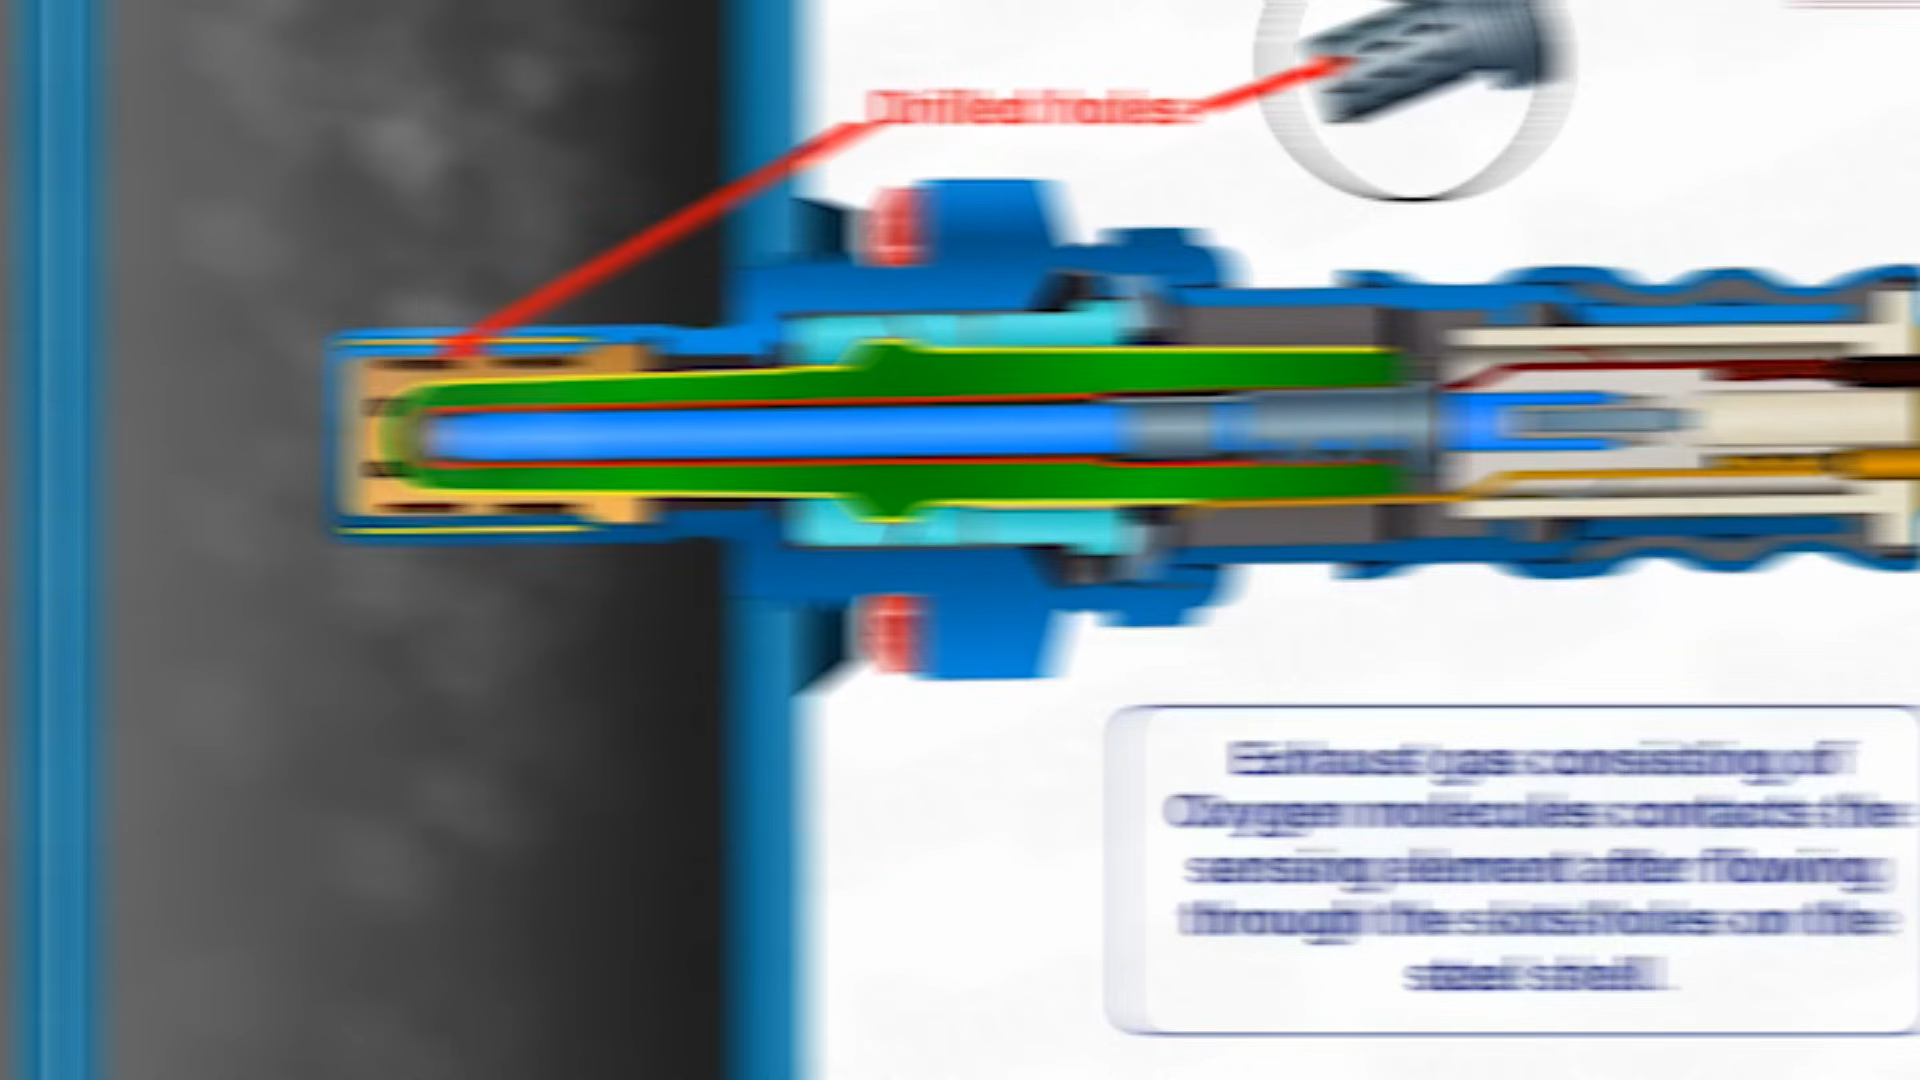 Drilled holes
Exhaust gas consisting of
Oxygen molecules contacts the
sensing element after flowing
through the slots/holes on the
steel shell.